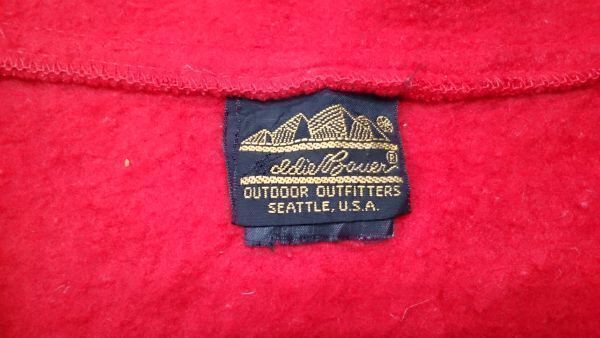 Eddie Bauer ®
OUTDOOR OUTFITTERS
SEATTLE, U.S.A.